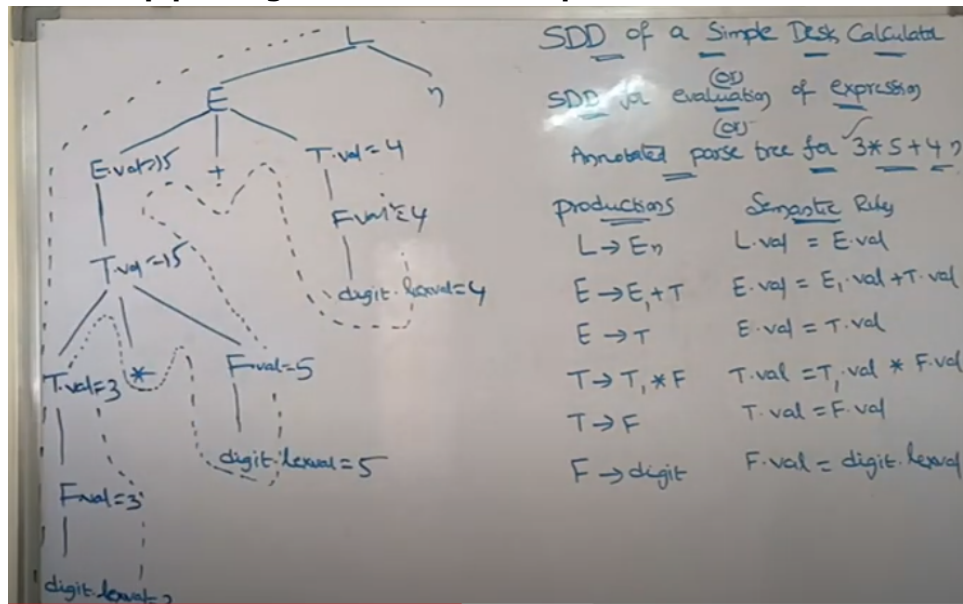 SDD of a Simple Desk Calculator
(or)
SDD for evaluation of expression
(or)
Annotated parse tree for 3*5+4 n
productions Semantic Rules
L → En L.val = E.val
E → E₁+T E.val = E₁.val+T.val
E → T E.val = T.val
T → T₁ * F T.val = T₁.val * F.val
T → F T.val = F.val
F → digit F.val = digit.lexval
L
E n
E.val=15 + T.val=4
F.val=4
T.val=15
digit.lexval=4
T.val=3 * F.val=5
digit.lexval=5
F.val=3
digit.lexval=